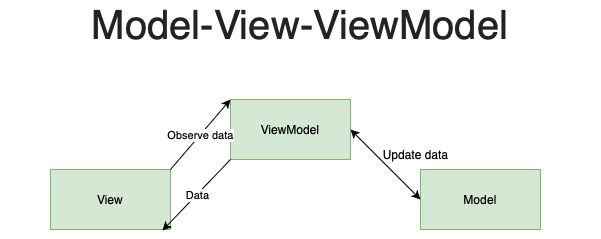 Model-View-ViewModel
ViewModel
Observe data
Update data
Data
View
Model